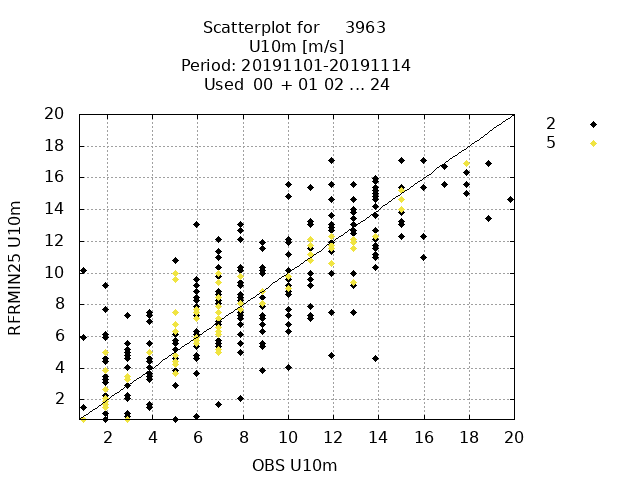 Scatterplot for 3963
U10m [m/s]
Period: 20191101-20191114
Used 00 + 01 02 ... 24
20
18
16
14
12
10
8
6
4
2
2 4 6 8 10 12 14 16 18 20
RFRMIN25 U10m
OBS U10m
2
5